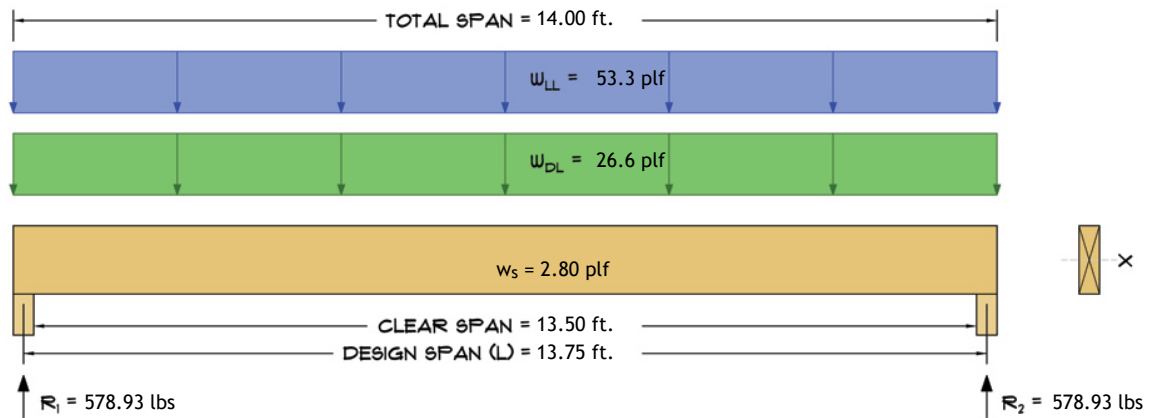 TOTAL SPAN = 14.00 ft.
WLL = 53.3 plf
WDL = 26.6 plf
ws = 2.80 plf
X
CLEAR SPAN = 13.50 ft.
DESIGN SPAN (L) = 13.75 ft.
R1 = 578.93 lbs
R2 = 578.93 lbs